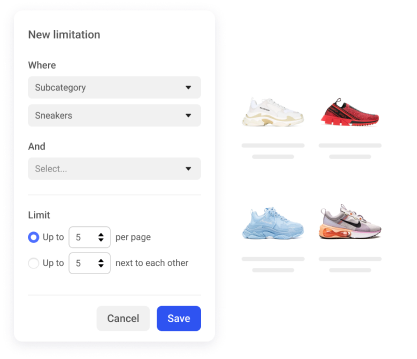 New limitation
Where
Subcategory
Sneakers
And
Select...
Limit
Up to 5 per page
Up to 5 next to each other
Cancel Save